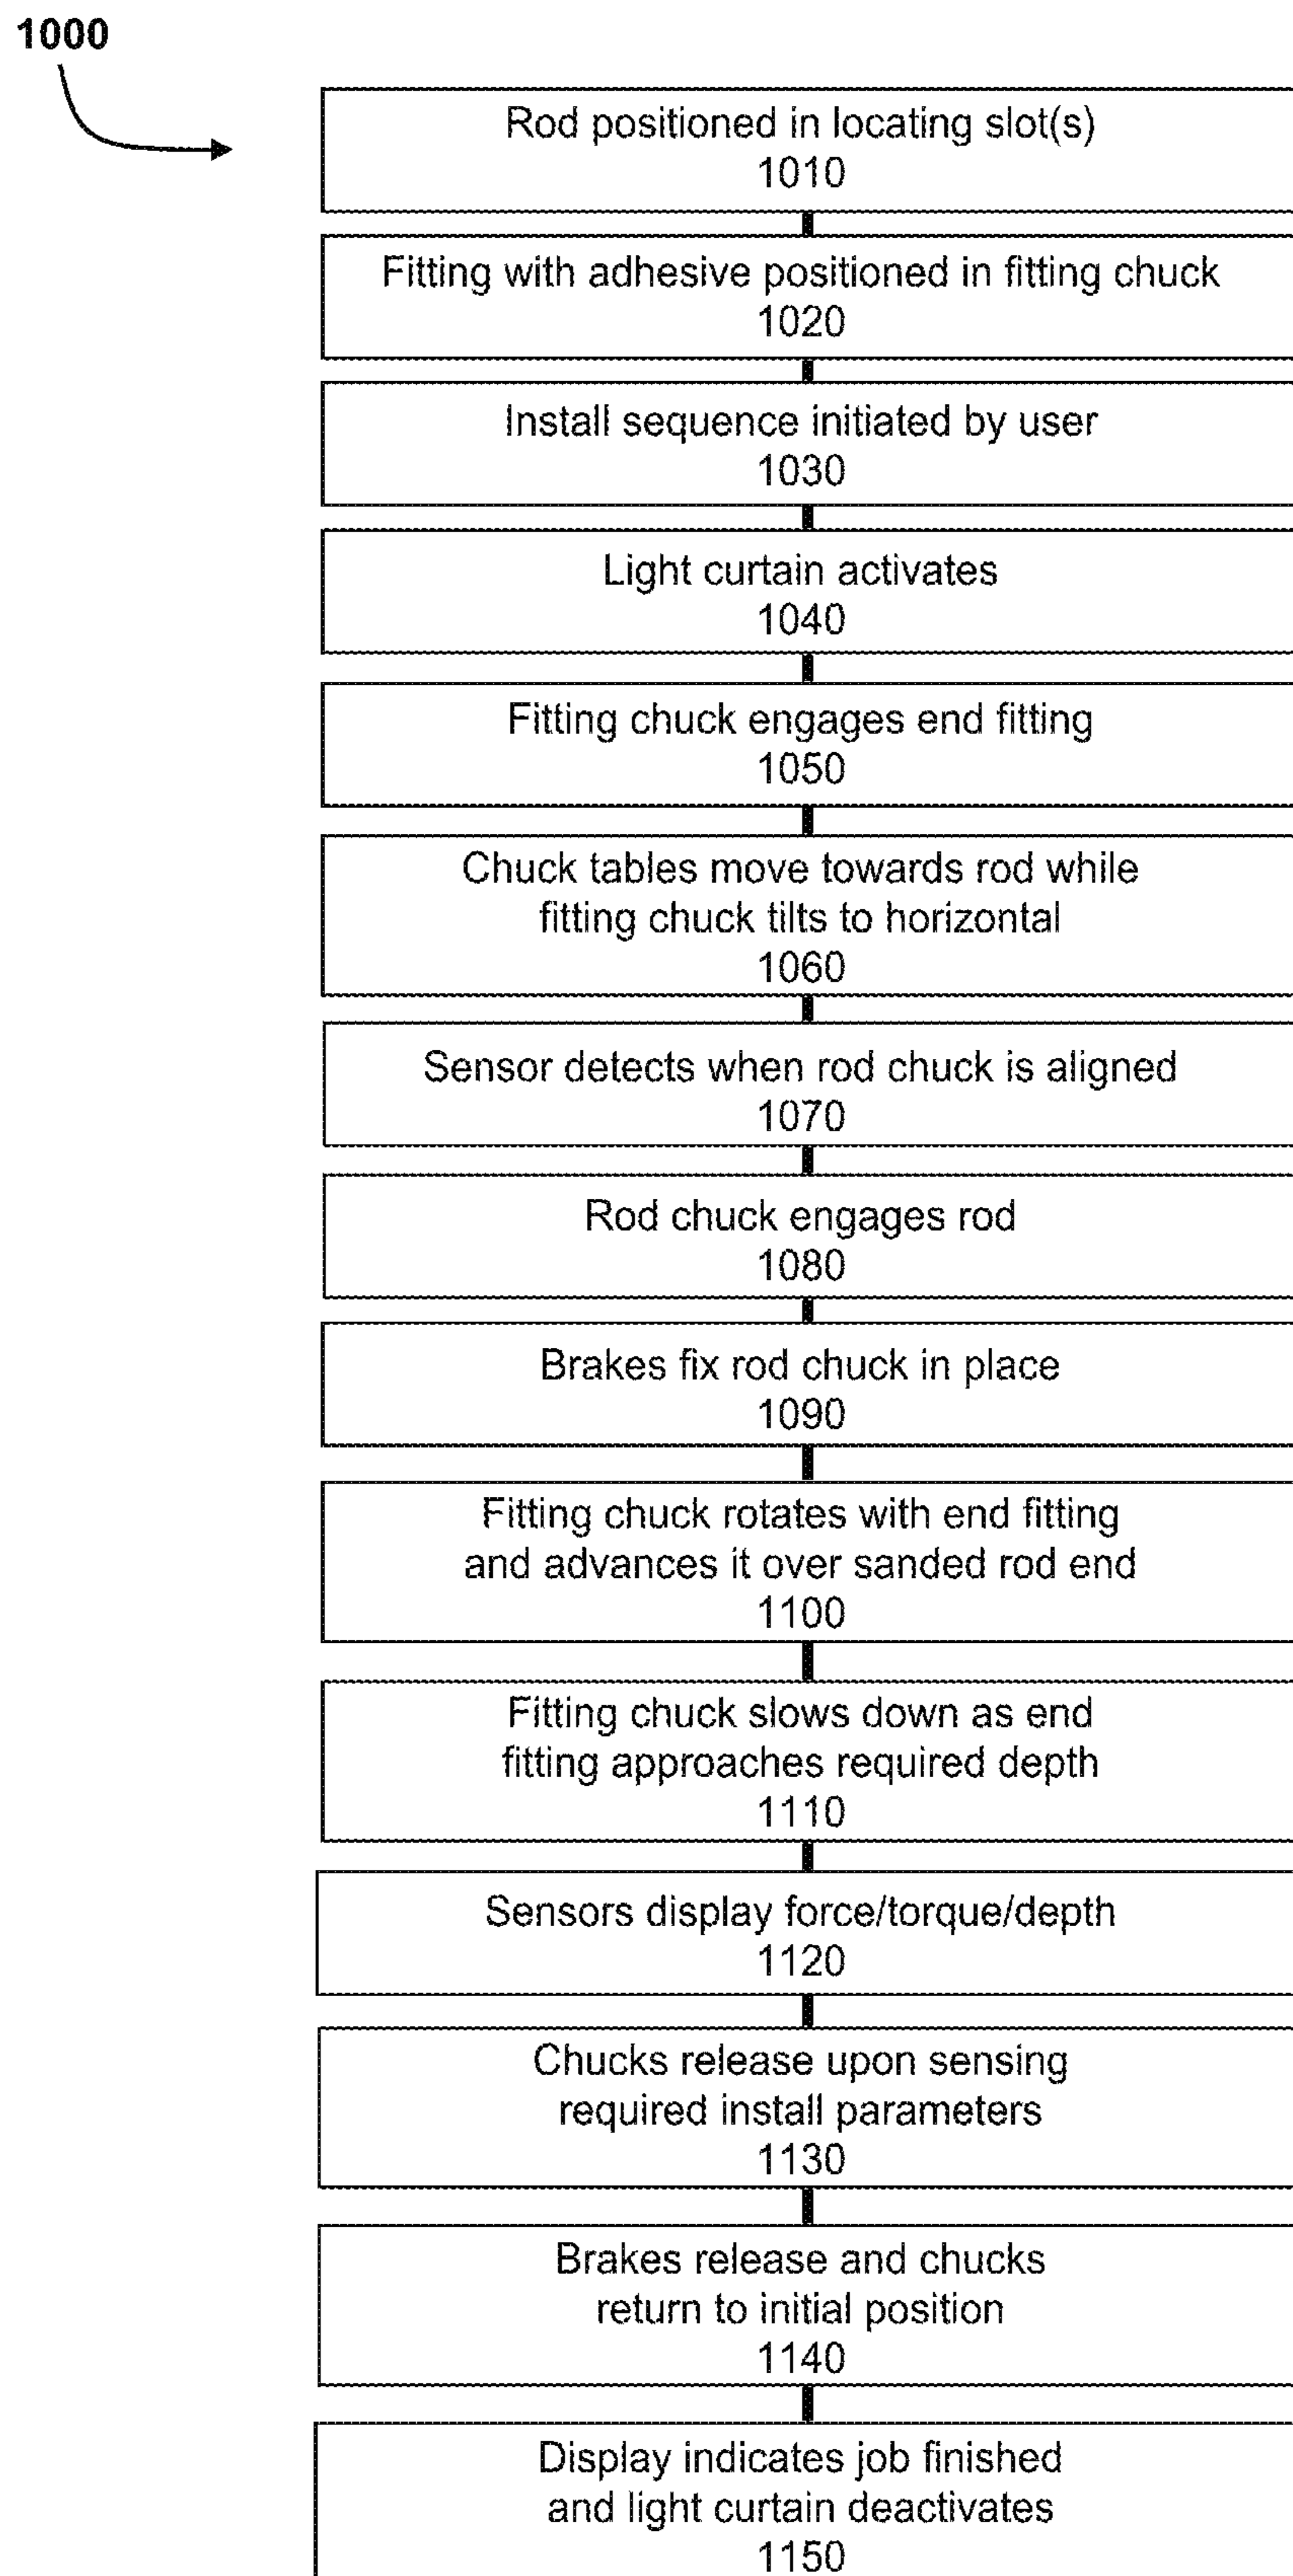 1000
Rod positioned in locating slot(s)
1010
Fitting with adhesive positioned in fitting chuck
1020
Install sequence initiated by user
1030
Light curtain activates
1040
Fitting chuck engages end fitting
1050
Chuck tables move towards rod while
fitting chuck tilts to horizontal
1060
Sensor detects when rod chuck is aligned
1070
Rod chuck engages rod
1080
Brakes fix rod chuck in place
1090
Fitting chuck rotates with end fitting
and advances it over sanded rod end
1100
Fitting chuck slows down as end
fitting approaches required depth
1110
Sensors display force/torque/depth
1120
Chucks release upon sensing
required install parameters
1130
Brakes release and chucks
return to initial position
1140
Display indicates job finished
and light curtain deactivates
1150